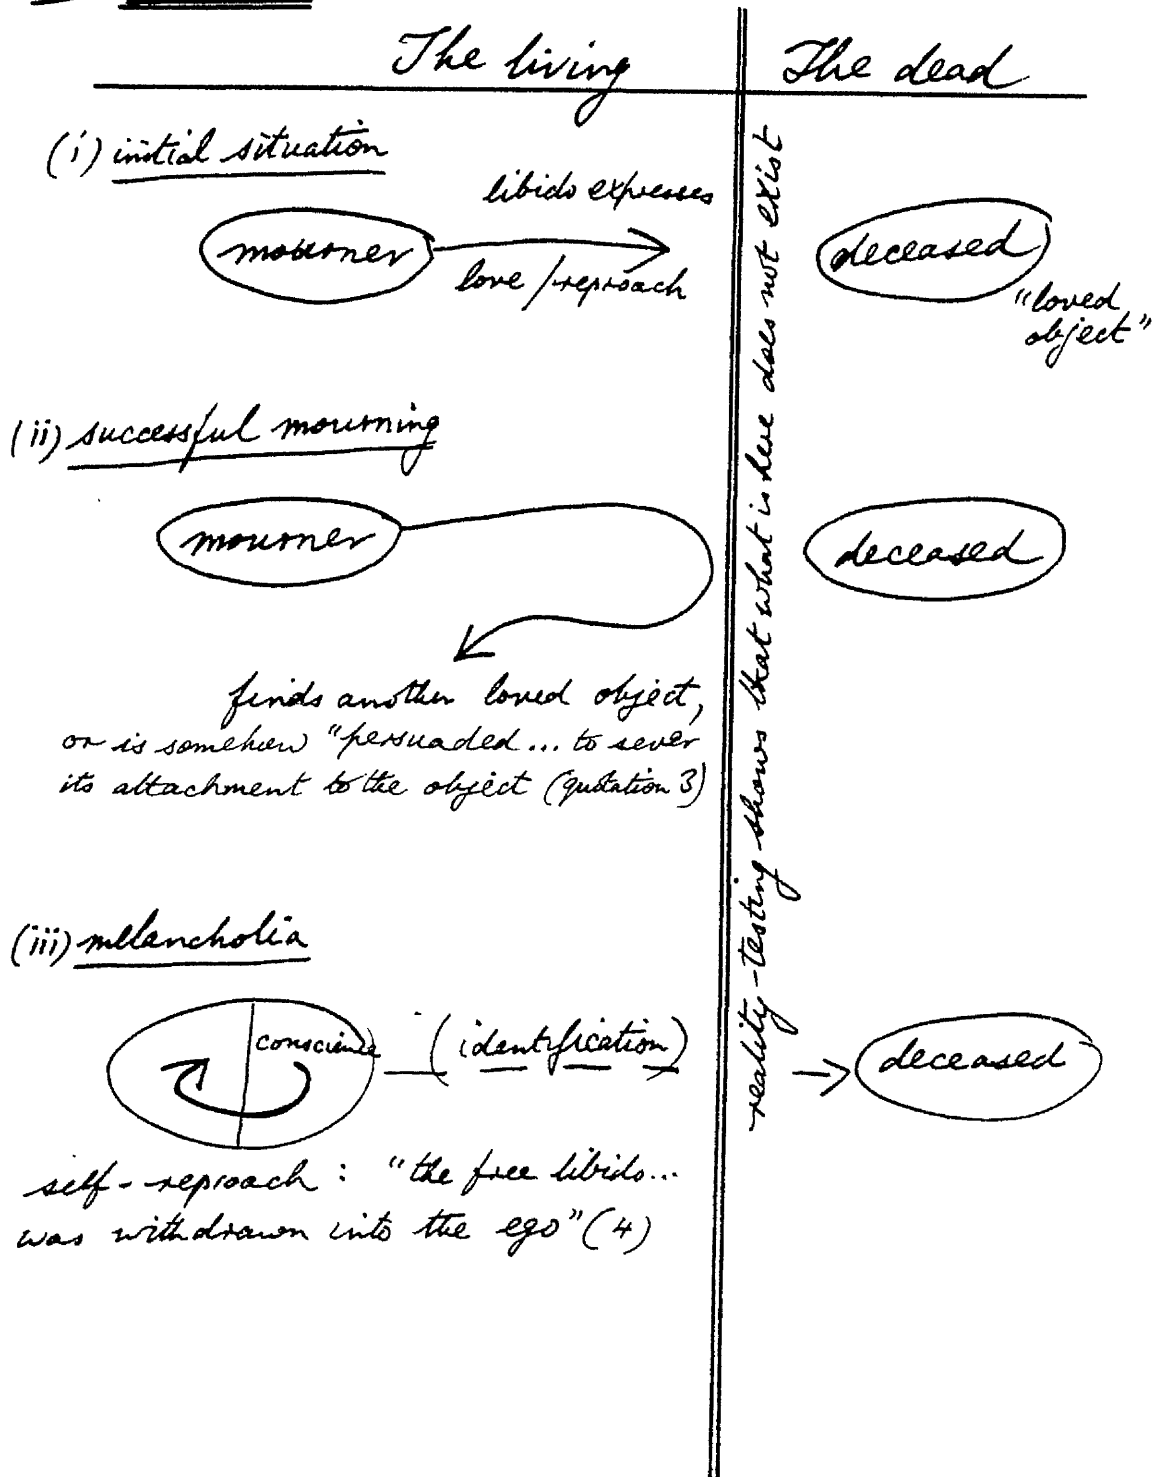 The living
The dead
(i) initial situation
libido expresses
mourner
love / reproach
deceased
"loved
object"
(ii) successful mourning
mourner
deceased
finds another loved object,
or is somehow "persuaded... to sever
its attachment to the object (quotation 3)
(iii) melancholia
conscience
(identification)
deceased
self-reproach: "the free libido...
was withdrawn into the ego" (4)
reality-testing shows that what is here does not exist